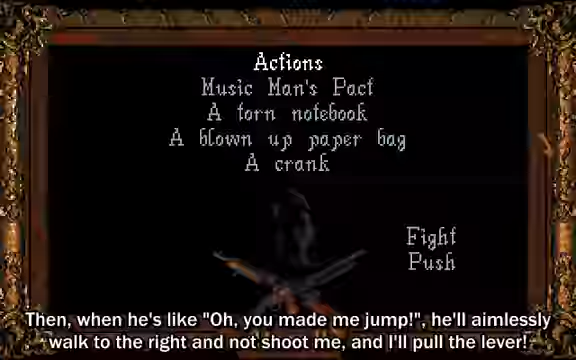 Actions
Music Man's Pact
A torn notebook
A blown up paper bag
A crank
Fight
Push
Then, when he's like "Oh, you made me jump!", he'll aimlessly
walk to the right and not shoot me, and I'll pull the lever!